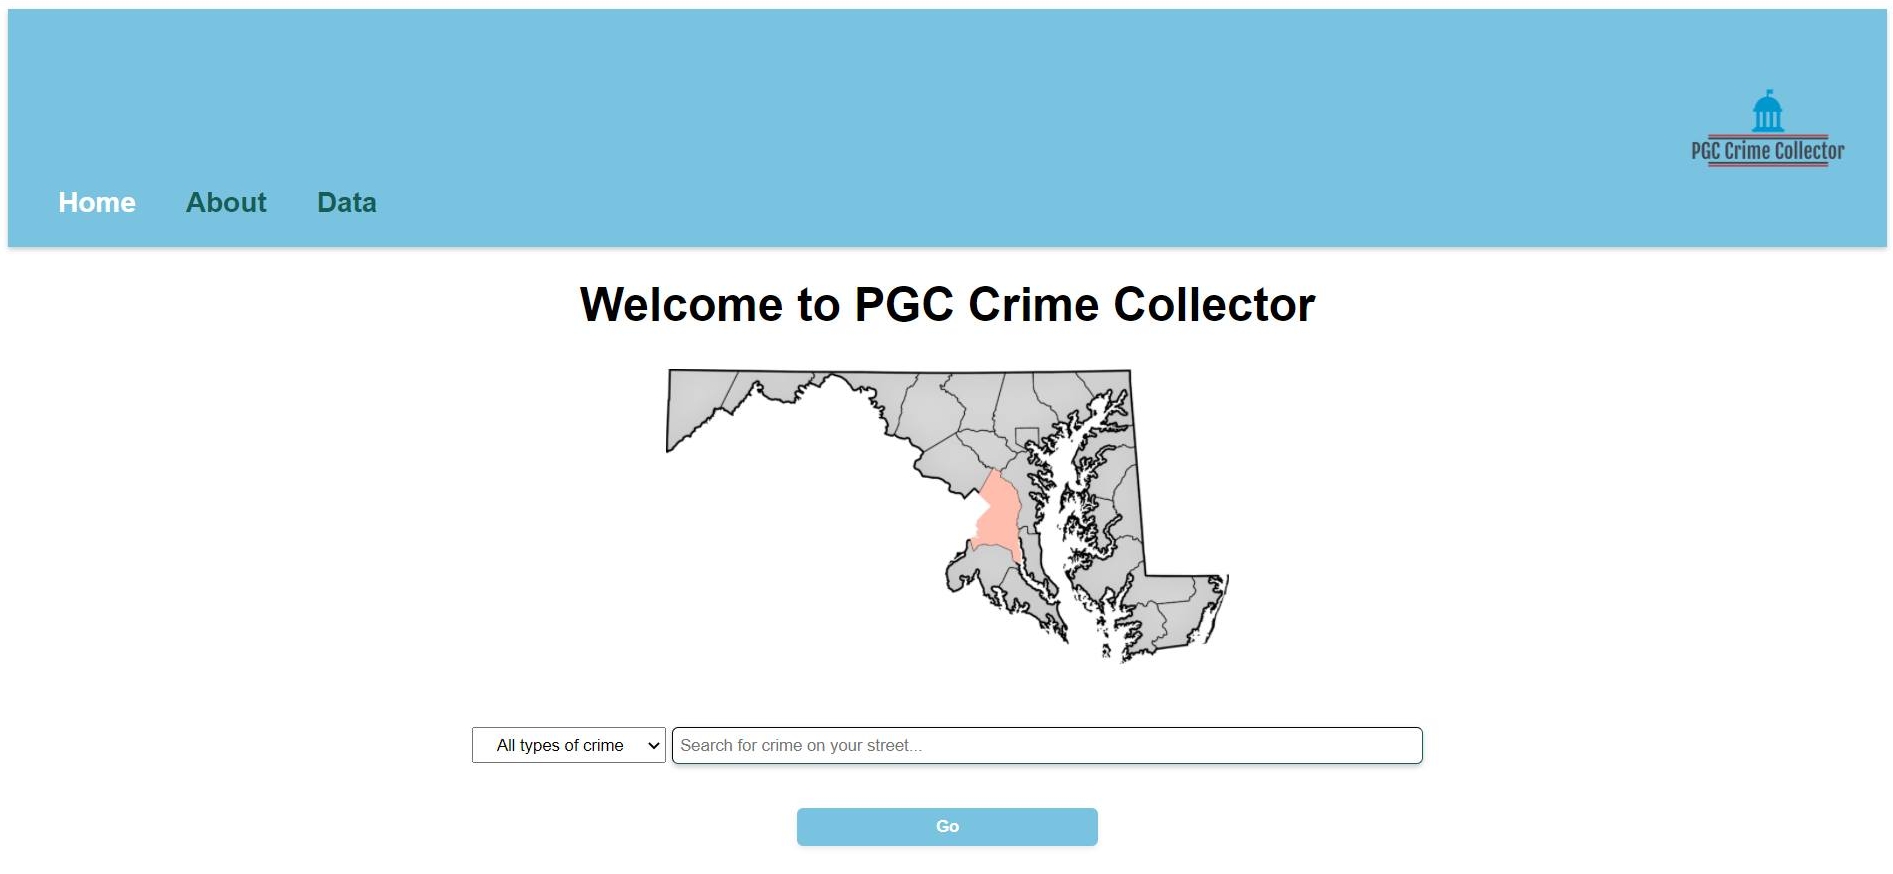 PGC Crime Collector
Home About Data
Welcome to PGC Crime Collector
All types of crime Search for crime on your street...
Go